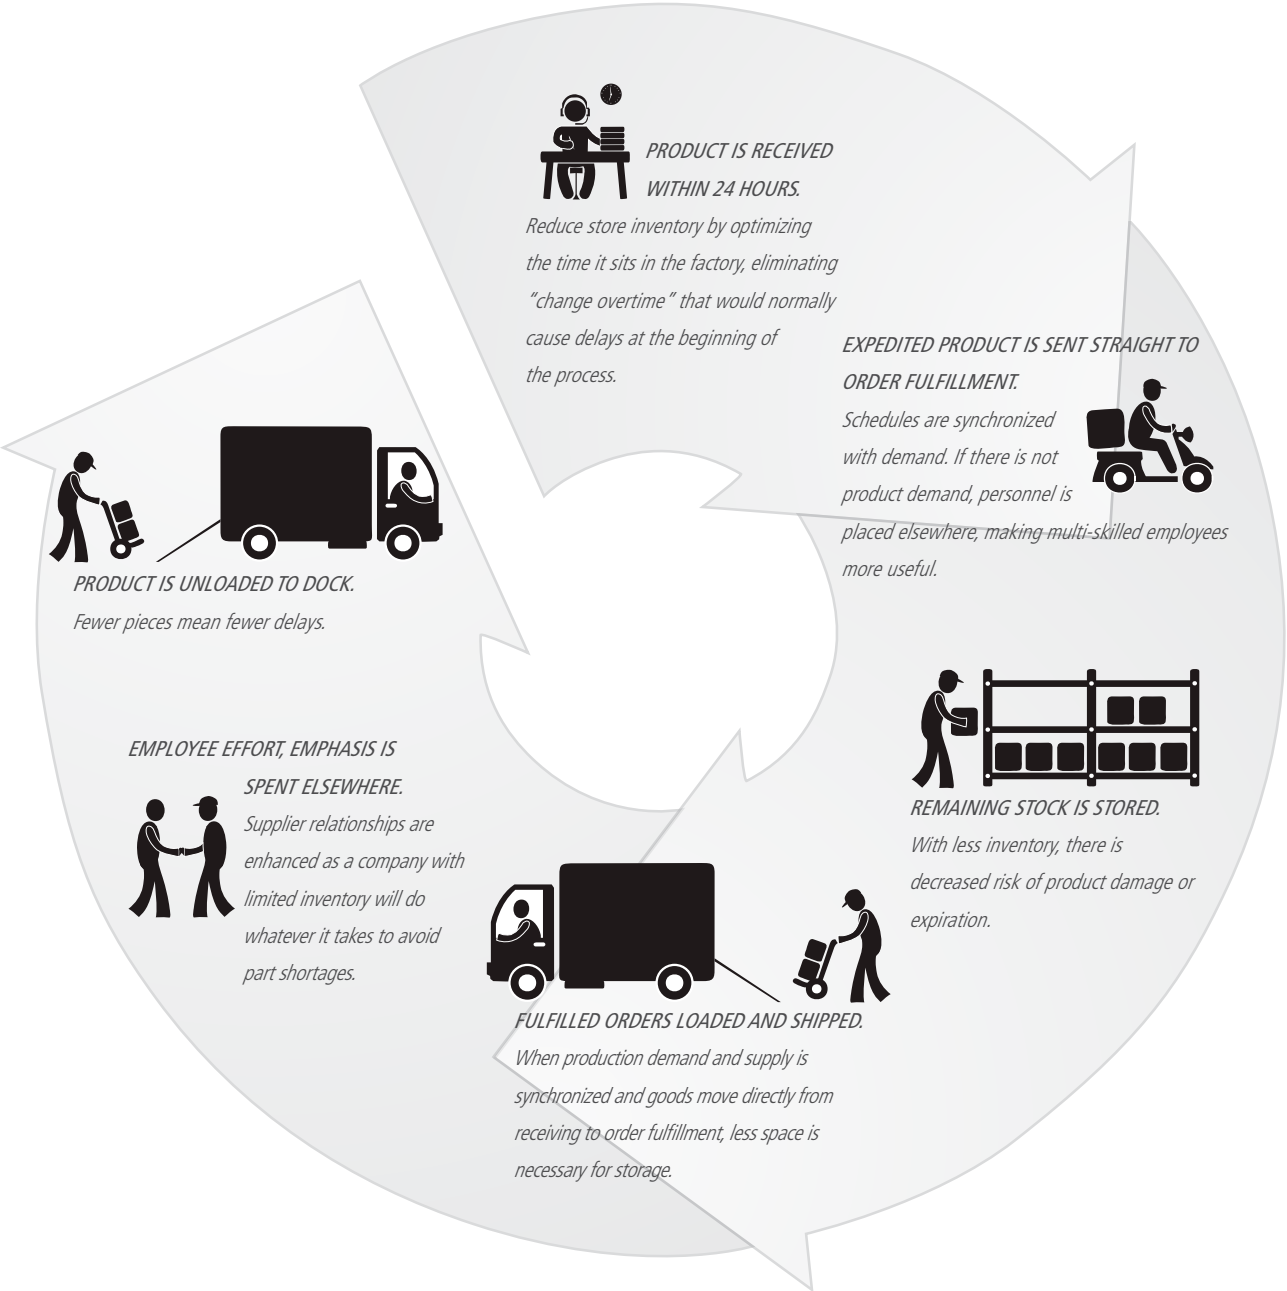 PRODUCT IS RECEIVED
WITHIN 24 HOURS.
Reduce store inventory by optimizing
the time it sits in the factory, eliminating
"change overtime" that would normally
cause delays at the beginning of
the process.
EXPEDITED PRODUCT IS SENT STRAIGHT TO
ORDER FULFILLMENT.
Schedules are synchronized
with demand. If there is not
product demand, personnel is
placed elsewhere, making multi-skilled employees
more useful.
REMAINING STOCK IS STORED.
With less inventory, there is
decreased risk of product damage or
expiration.
FULFILLED ORDERS LOADED AND SHIPPED.
When production demand and supply is
synchronized and goods move directly from
receiving to order fulfillment, less space is
necessary for storage.
EMPLOYEE EFFORT, EMPHASIS IS
SPENT ELSEWHERE.
Supplier relationships are
enhanced as a company with
limited inventory will do
whatever it takes to avoid
part shortages.
PRODUCT IS UNLOADED TO DOCK.
Fewer pieces mean fewer delays.